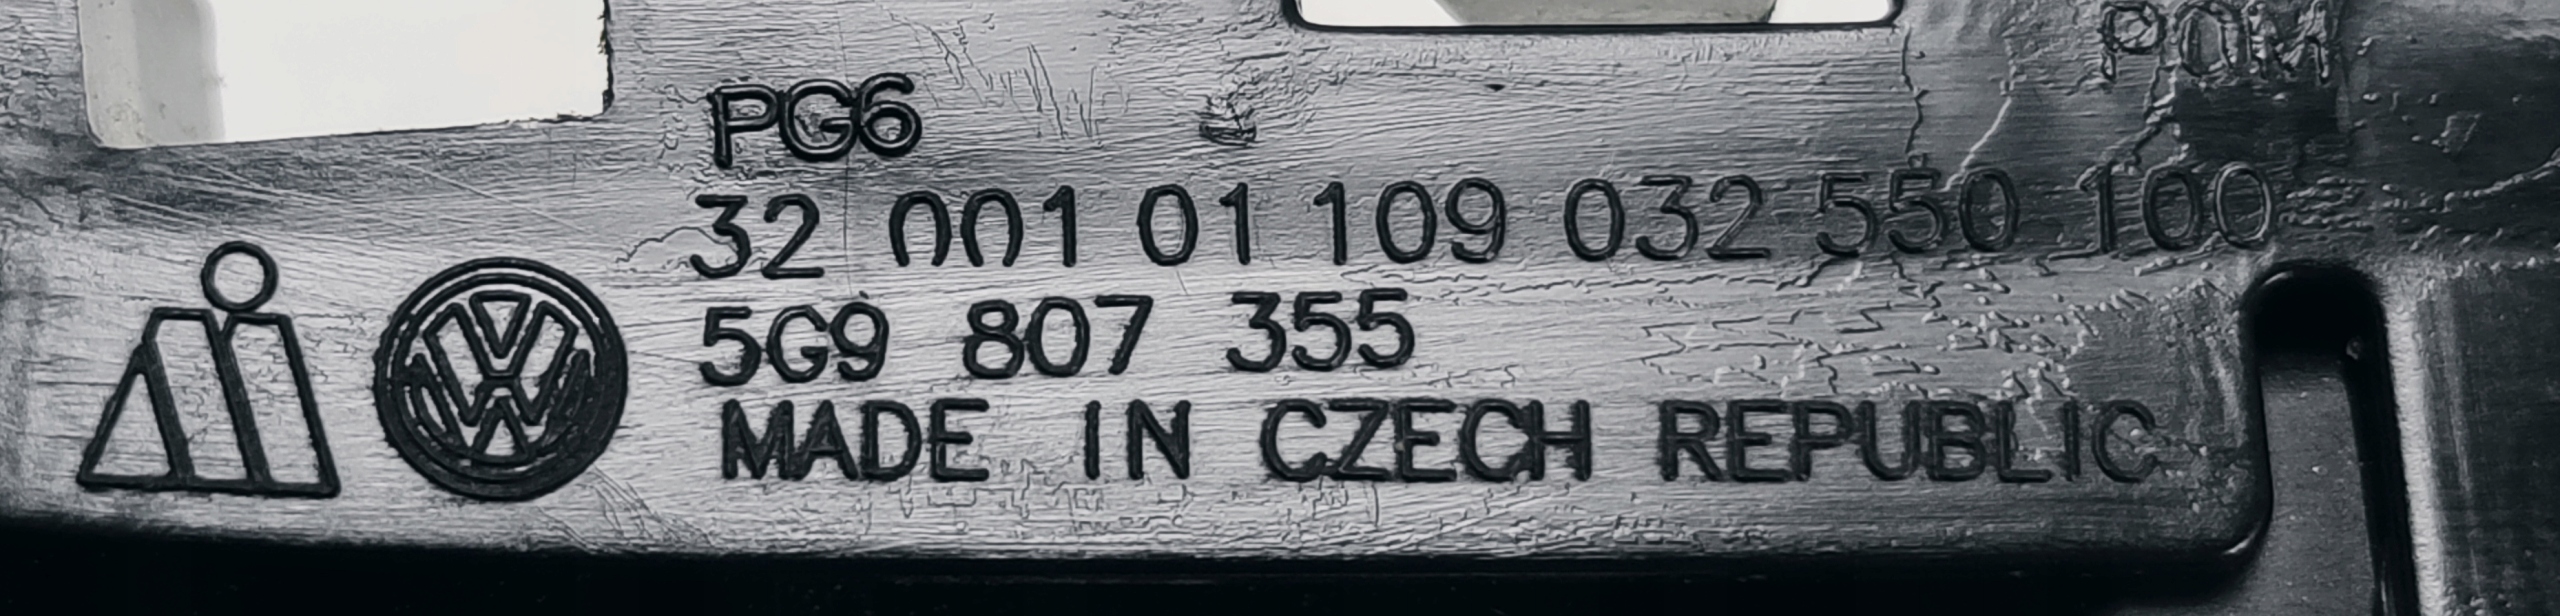 POM
PG6
32 001 01 109 032 550 100
5G9 807 355
MADE IN CZECH REPUBLIC